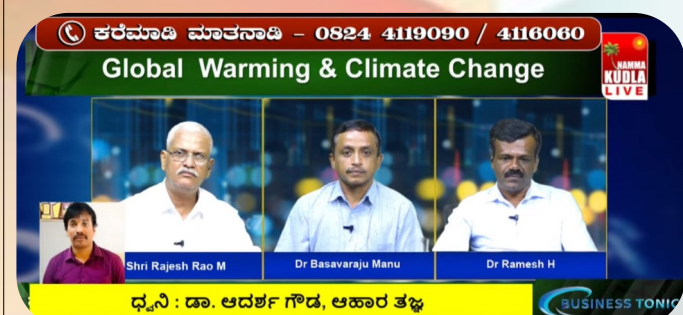 ಕರೆಮಾಡಿ ಮಾತನಾಡಿ - 0824 4119090 / 4116060
Global Warming & Climate Change
NAMMA
KUDLA
LIVE
Shri Rajesh Rao M
Dr Basavaraju Manu
Dr Ramesh H
ಧ್ವನಿ : ಡಾ. ಆದರ್ಶ ಗೌಡ, ಆಹಾರ ತಜ್ಞ
BUSINESS TONIC